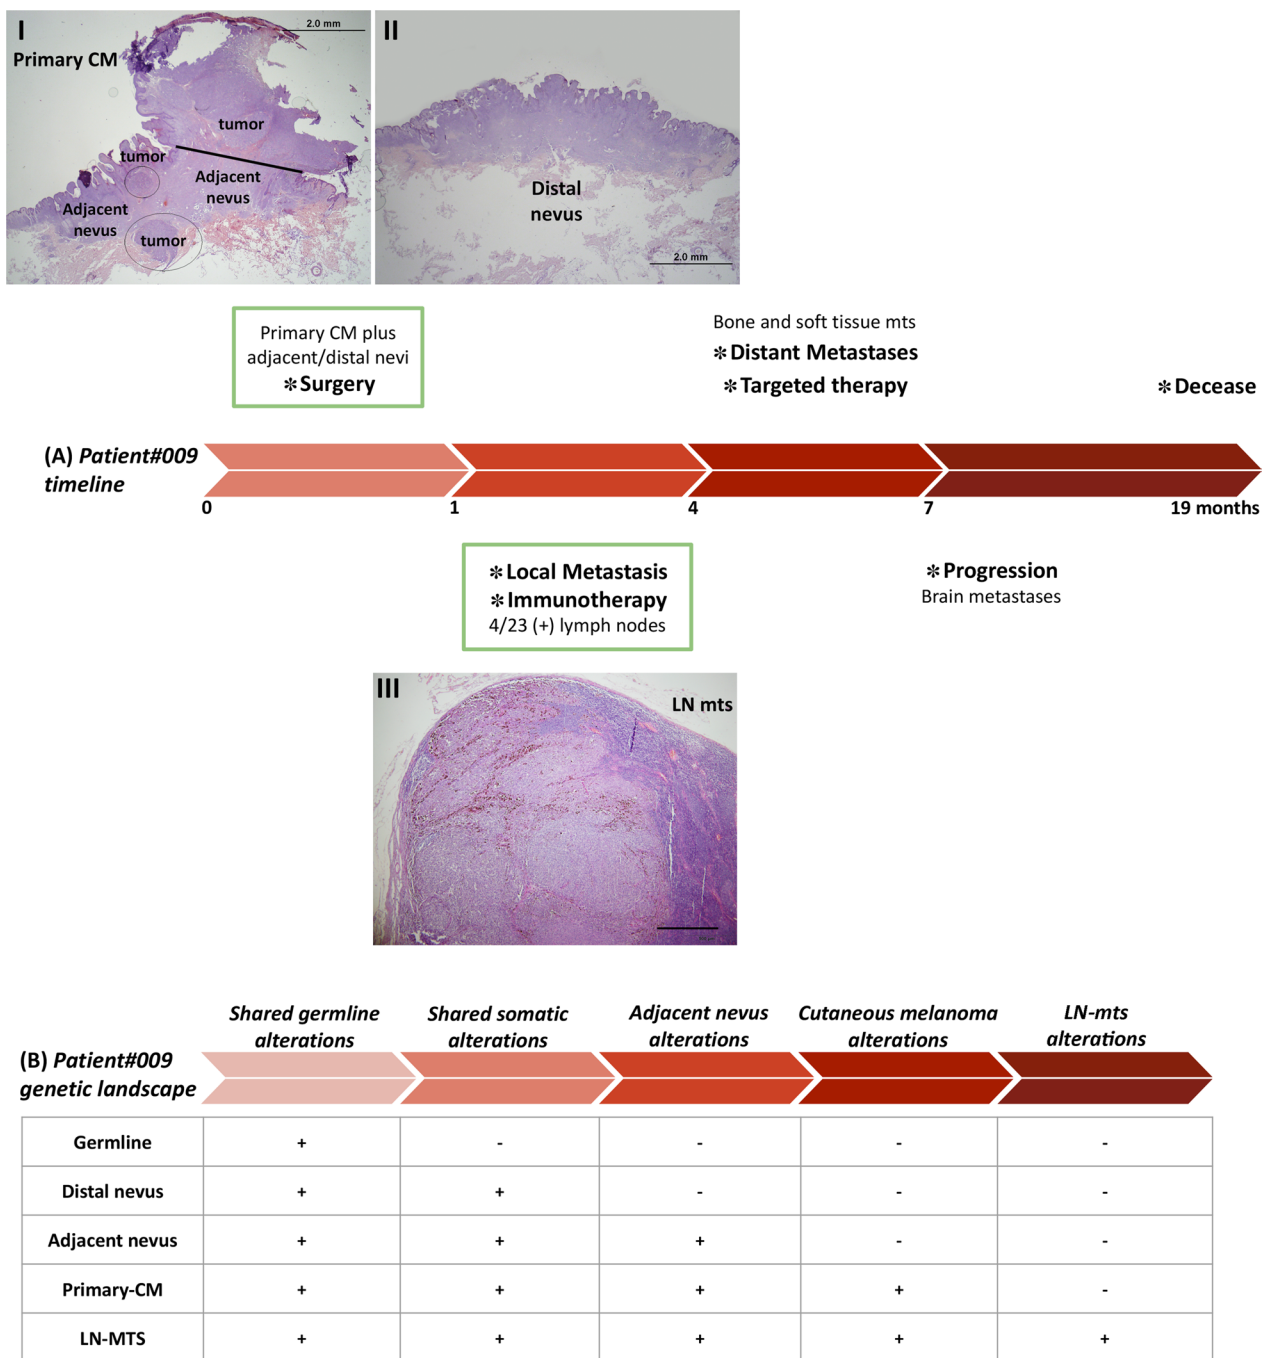 I
2.0 mm
Primary CM
tumor
tumor
Adjacent
nevus
Adjacent
nevus
tumor
II
Distal
nevus
2.0 mm
Primary CM plus
adjacent/distal nevi
*Surgery
Bone and soft tissue mts
*Distant Metastases
*Targeted therapy
*Decease
(A) Patient#009
timeline
0
1
4
7
19 months
*Local Metastasis
*Immunotherapy
4/23 (+) lymph nodes
*Progression
Brain metastases
III
LN mts
Shared germline
alterations
Shared somatic
alterations
Adjacent nevus
alterations
Cutaneous melanoma
alterations
LN-mts
alterations
(B) Patient#009
genetic landscape
Germline + - - - -
Distal nevus + + - - -
Adjacent nevus + + + - -
Primary-CM + + + + -
LN-MTS + + + + +